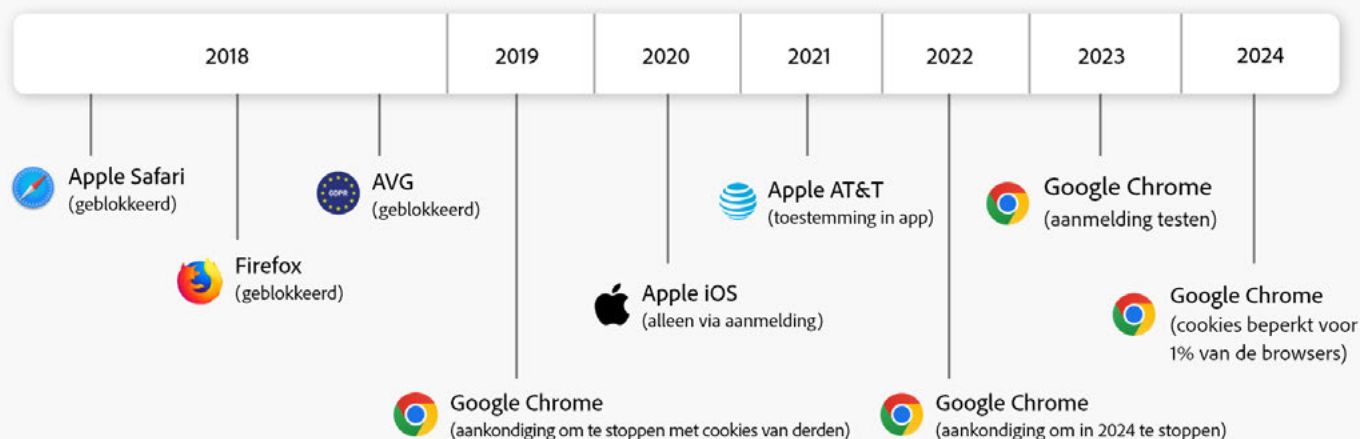 2018
2019
2020
2021
2022
2023
2024
Apple Safari
(geblokkeerd)
Firefox
(geblokkeerd)
GDPR
AVG
(geblokkeerd)
Google Chrome
(aankondiging om te stoppen met cookies van derden)
Apple iOS
(alleen via aanmelding)
Apple AT&T
(toestemming in app)
Google Chrome
(aankondiging om in 2024 te stoppen)
Google Chrome
(aanmelding testen)
Google Chrome
(cookies beperkt voor
1% van de browsers)